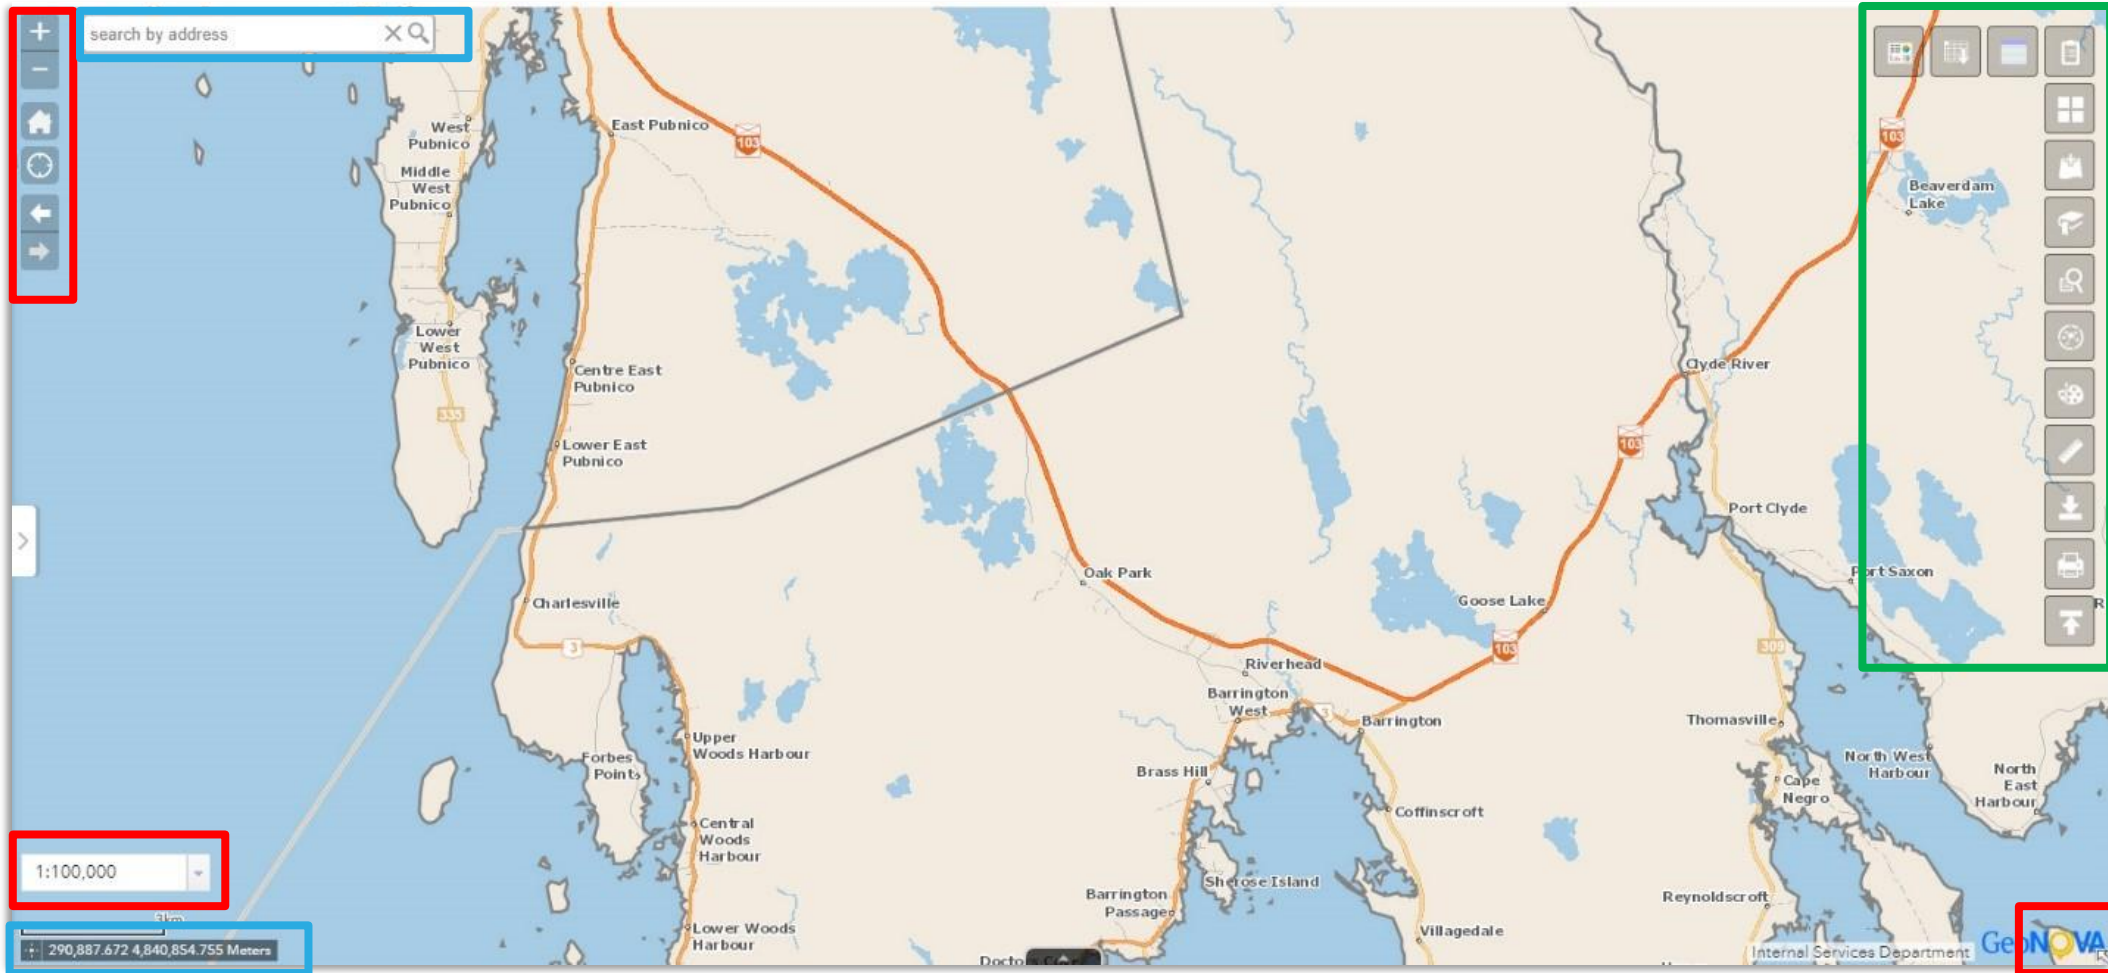 search by address
West
Pubnico
East Pubnico
103
103
Middle
West
Pubnico
Beaverdam
Lake
Lower
West
Pubnico
335
Centre East
Pubnico
Clyde River
Lower East
Pubnico
103
Port Clyde
Oak Park
Port Saxon
Charlesville
Goose Lake
R
3
103
309
Riverhead
Barrington
West
3
Barrington
Thomasville
Upper
Woods Harbour
Forbes
Point
Brass Hill
North West
Harbour
North
East
Harbour
Cape
Negro
Coffinscroft
Central
Woods
Harbour
1:100,000
Sherose Island
Barrington
Passage
Reynoldscroft
3km
Lower Woods
Harbour
Villagedale
290,887.672 4,840,854.755 Meters
Internal Services Department
GeoNOVA